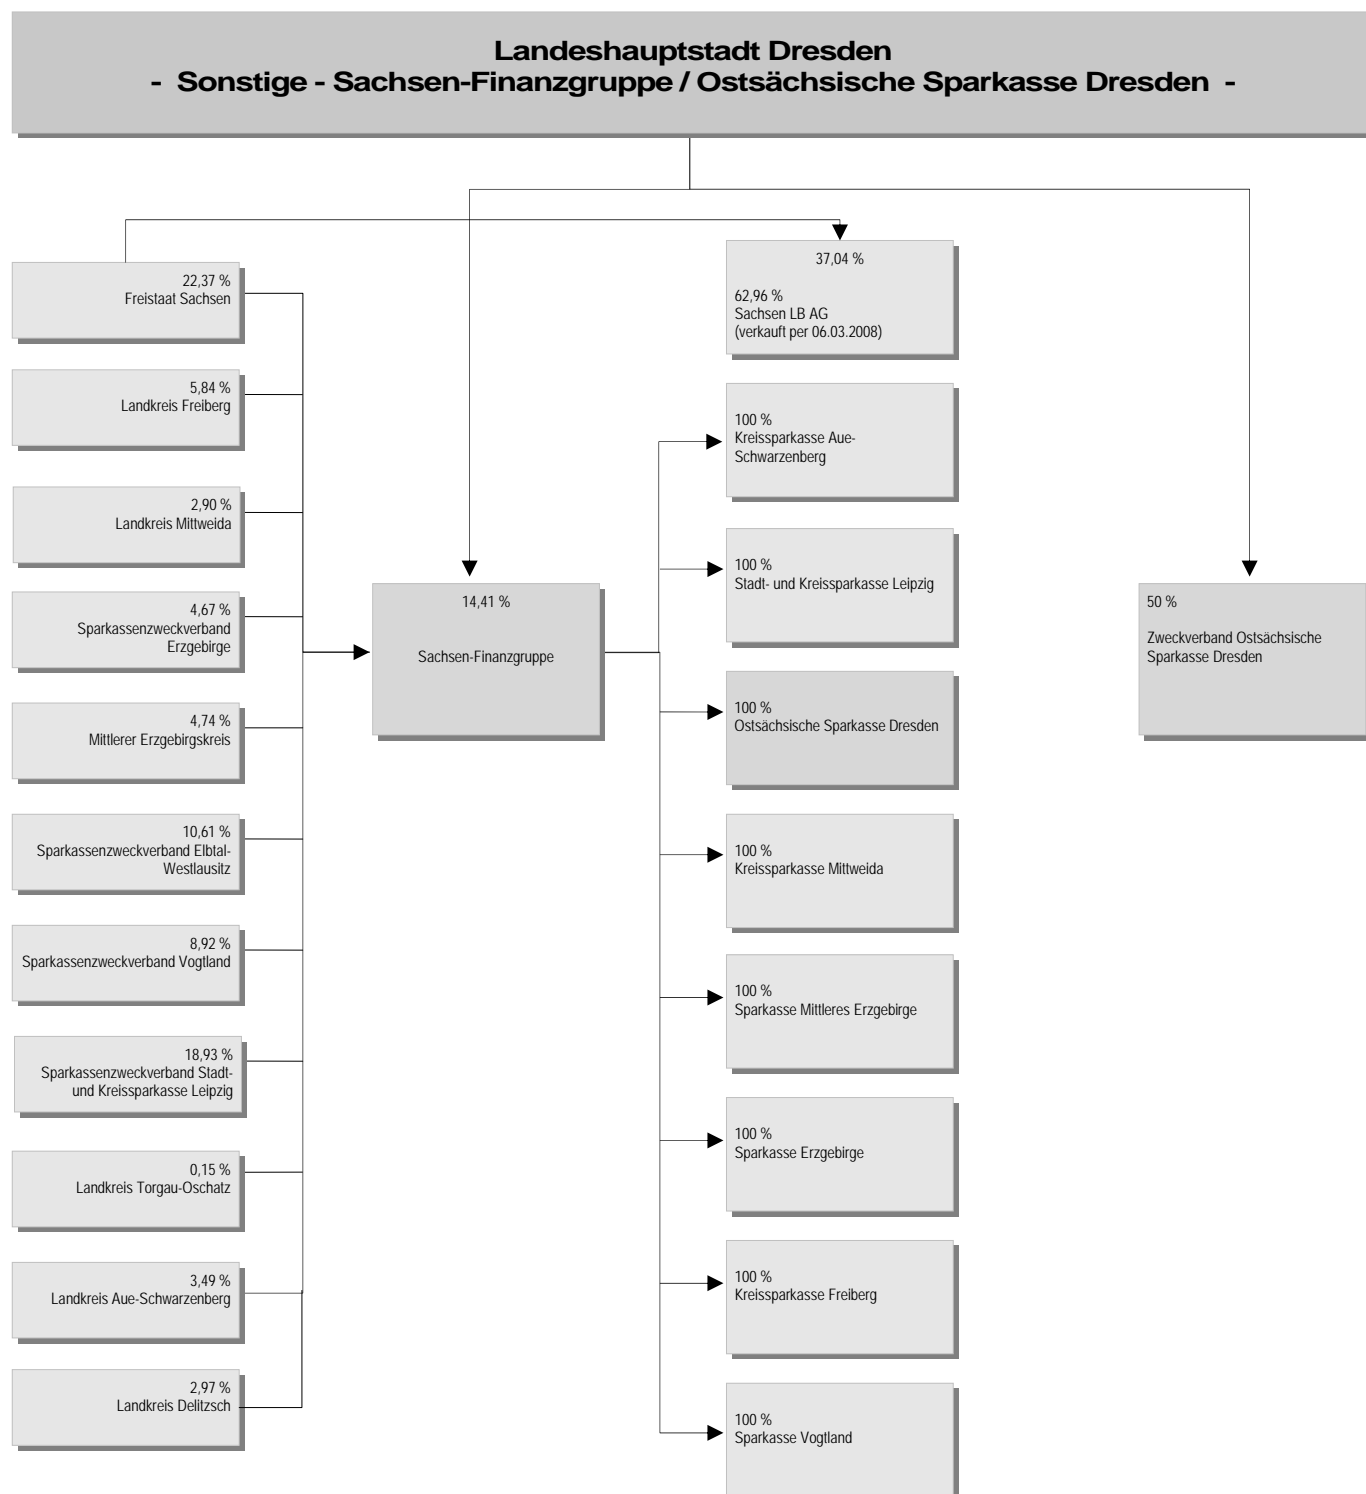 Landeshauptstadt Dresden
- Sonstige - Sachsen-Finanzgruppe / Ostsächsische Sparkasse Dresden -
22,37 %
Freistaat Sachsen
5,84 %
Landkreis Freiberg
2,90 %
Landkreis Mittweida
4,67 %
Sparkassenzweckverband
Erzgebirge
4,74 %
Mittlerer Erzgebirgskreis
10,61 %
Sparkassenzweckverband Elbtal-
Westlausitz
8,92 %
Sparkassenzweckverband Vogtland
18,93 %
Sparkassenzweckverband Stadt-
und Kreissparkasse Leipzig
0,15 %
Landkreis Torgau-Oschatz
3,49 %
Landkreis Aue-Schwarzenberg
2,97 %
Landkreis Delitzsch
14,41 %
Sachsen-Finanzgruppe
37,04 %
62,96 %
Sachsen LB AG
(verkauft per 06.03.2008)
100 %
Kreissparkasse Aue-
Schwarzenberg
100 %
Stadt- und Kreissparkasse Leipzig
100 %
Ostsächsische Sparkasse Dresden
100 %
Kreissparkasse Mittweida
100 %
Sparkasse Mittleres Erzgebirge
100 %
Sparkasse Erzgebirge
100 %
Kreissparkasse Freiberg
100 %
Sparkasse Vogtland
50 %
Zweckverband Ostsächsische
Sparkasse Dresden